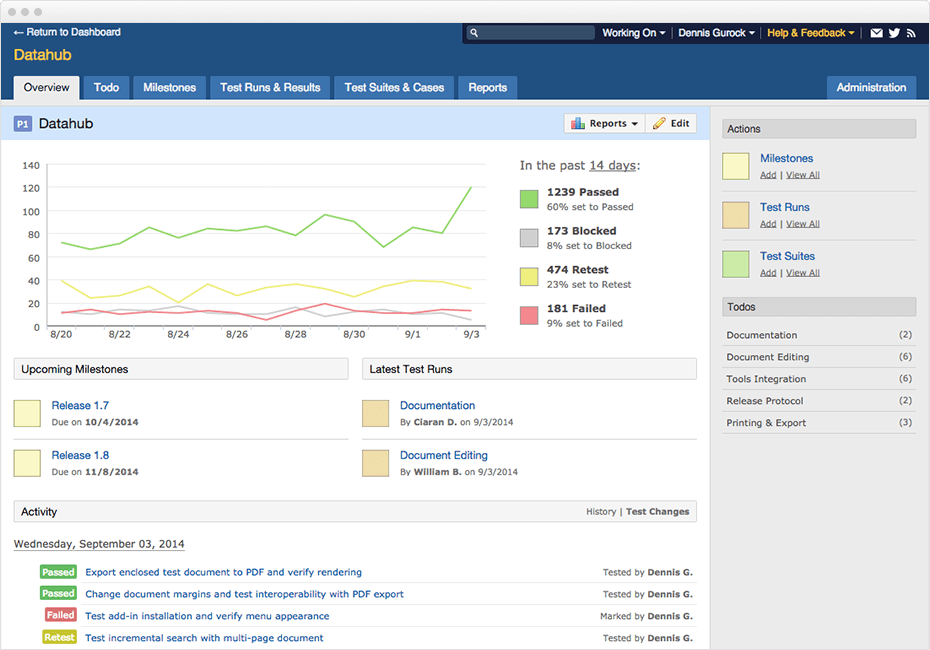 ← Return to Dashboard
Working On
Dennis Gurock
Help & Feedback
Datahub
Overview
Todo
Milestones
Test Runs & Results
Test Suites & Cases
Reports
Administration
P1 Datahub
Reports
Edit
140
120
100
80
60
40
20
0
8/20 8/22 8/24 8/26 8/28 8/30 9/1 9/3
In the past 14 days:
1239 Passed
60% set to Passed
173 Blocked
8% set to Blocked
474 Retest
23% set to Retest
181 Failed
9% set to Failed
Upcoming Milestones
Release 1.7
Due on 10/4/2014
Release 1.8
Due on 11/8/2014
Latest Test Runs
Documentation
By Ciaran D. on 9/3/2014
Document Editing
By William B. on 9/3/2014
Activity
History | Test Changes
Wednesday, September 03, 2014
Passed Export enclosed test document to PDF and verify rendering Tested by Dennis G.
Passed Change document margins and test interoperability with PDF export Tested by Dennis G.
Failed Test add-in installation and verify menu appearance Marked by Dennis G.
Retest Test incremental search with multi-page document Tested by Dennis G.
Actions
Milestones
Add | View All
Test Runs
Add | View All
Test Suites
Add | View All
Todos
Documentation (2)
Document Editing (6)
Tools Integration (6)
Release Protocol (2)
Printing & Export (3)